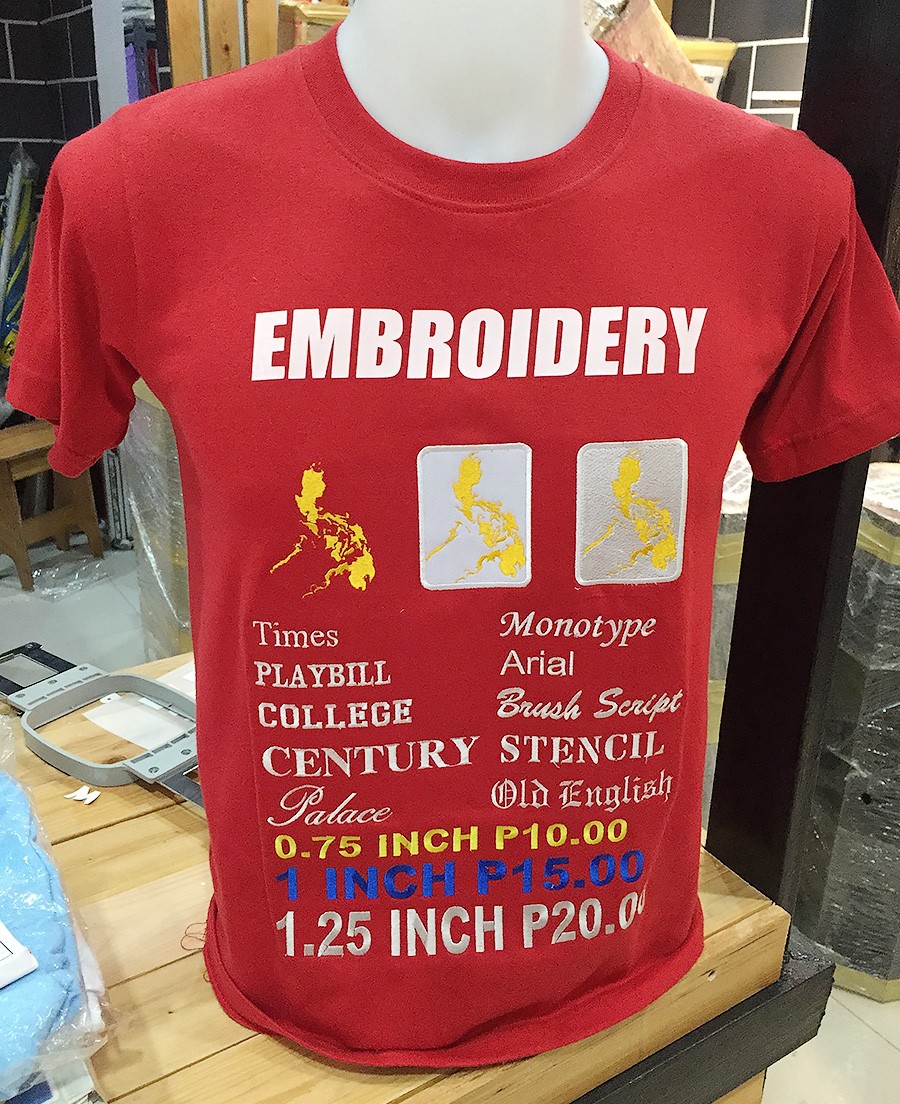 EMBROIDERY
Times
PLAYBILL
COLLEGE
CENTURY
Palace
Monotype
Arial
Brush Script
STENCIL
Old English
0.75 INCH P10.00
1 INCH P15.00
1.25 INCH P20.00